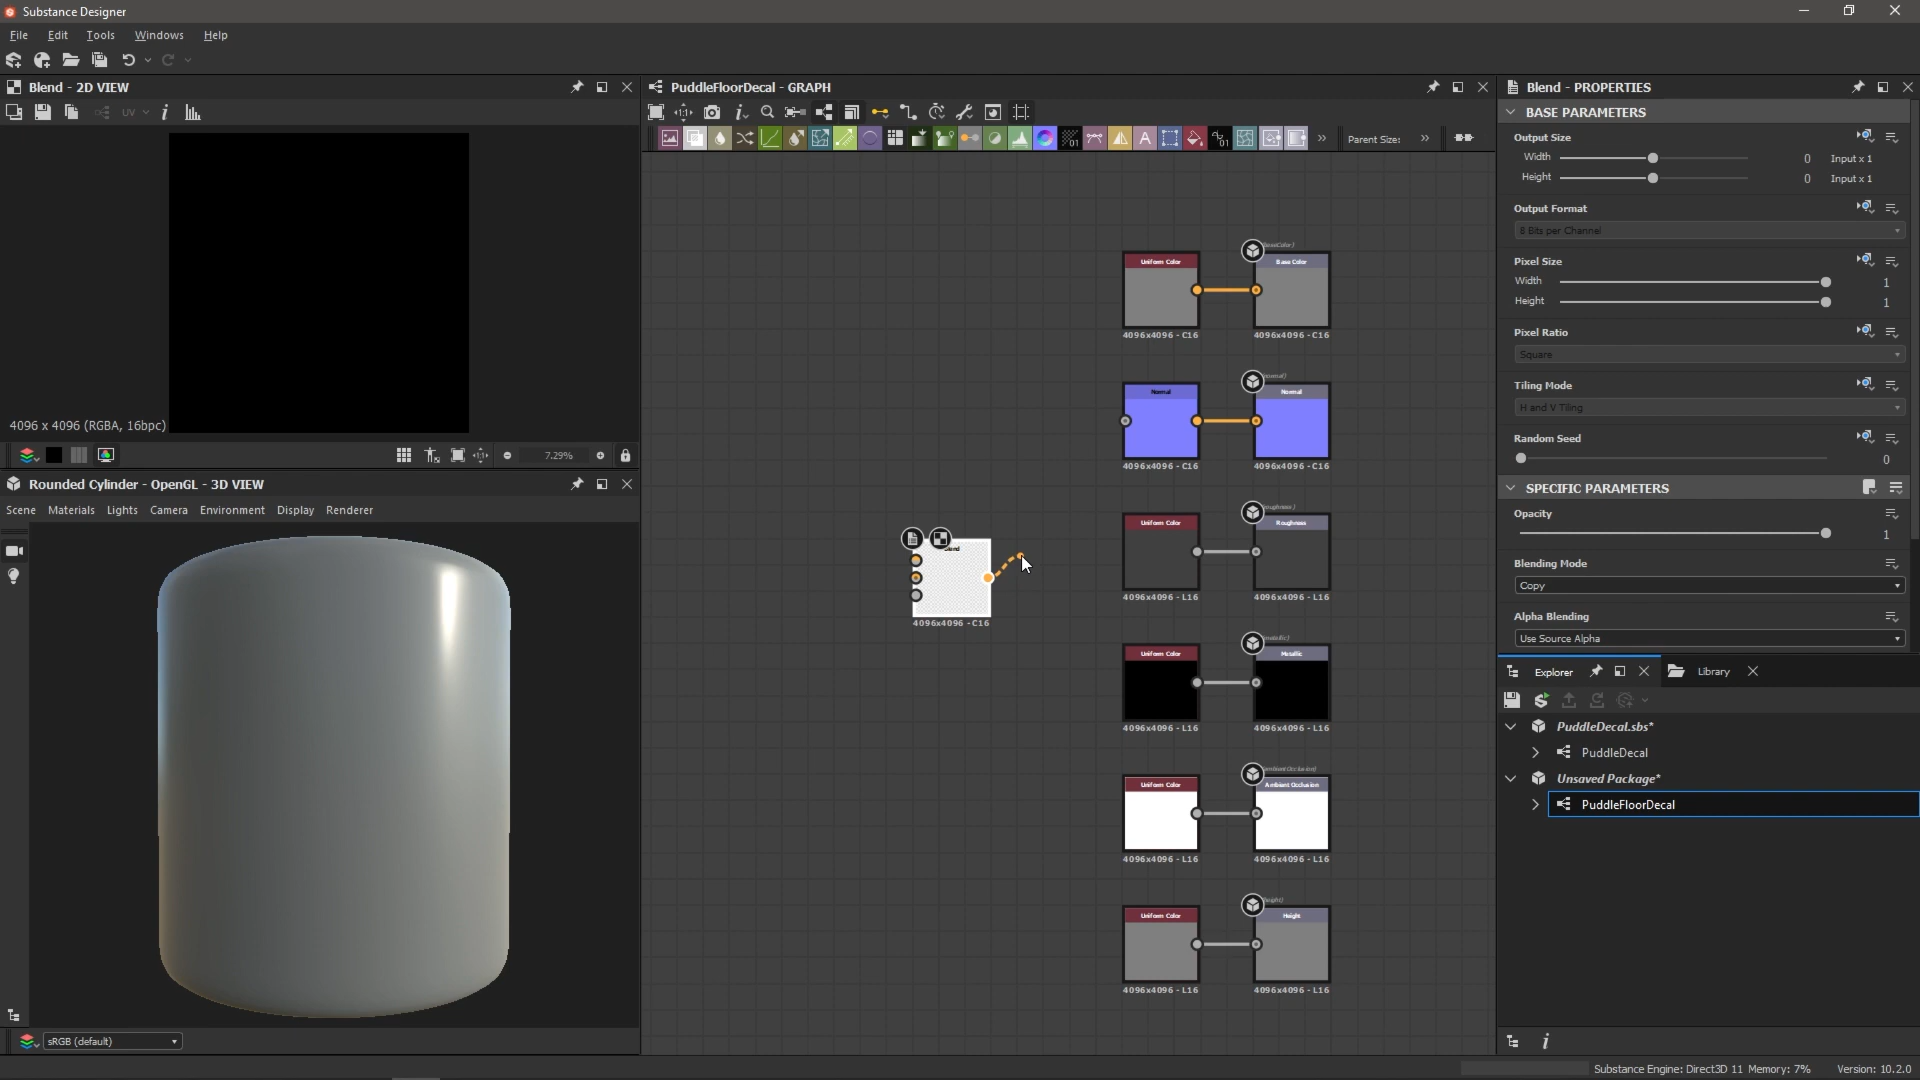 Substance Designer
File Edit Tools Windows Help
Blend - 2D VIEW
UV
4096 x 4096 (RGBA, 16bpc)
7.29%
Rounded Cylinder - OpenGL - 3D VIEW
Scene Materials Lights Camera Environment Display Renderer
sRGB (default)
PuddleFloorDecal - GRAPH
Parent Size:
Uniform Color
Base Color
4096x4096 - C16
4096x4096 - C16
Normal
Normal
4096x4096 - C16
4096x4096 - C16
Uniform Color
Roughness
4096x4096 - L16
4096x4096 - L16
4096x4096 - C16
Uniform Color
Metallic
4096x4096 - L16
4096x4096 - L16
Uniform Color
Ambient Occlusion
4096x4096 - L16
4096x4096 - L16
Uniform Color
Height
4096x4096 - L16
4096x4096 - L16
Blend - PROPERTIES
BASE PARAMETERS
Output Size
Width 0 Input x 1
Height 0 Input x 1
Output Format
8 Bits per Channel
Pixel Size
Width 1
Height 1
Pixel Ratio
Square
Tiling Mode
H and V Tiling
Random Seed
0
SPECIFIC PARAMETERS
Opacity
1
Blending Mode
Copy
Alpha Blending
Use Source Alpha
Explorer
Library
PuddleDecal.sbs*
PuddleDecal
Unsaved Package*
PuddleFloorDecal
Substance Engine: Direct3D 11 Memory: 7% Version: 10.2.0